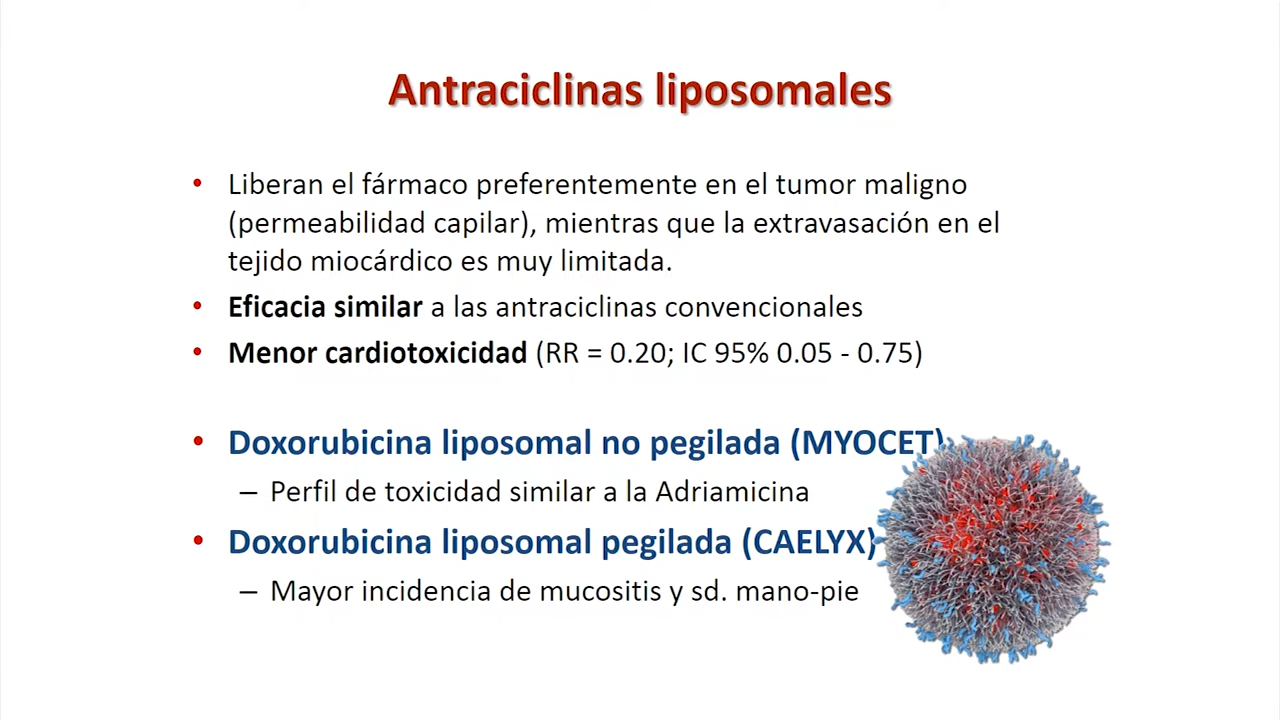 Antraciclinas liposomales
• Liberan el fármaco preferentemente en el tumor maligno
(permeabilidad capilar), mientras que la extravasación en el
tejido miocárdico es muy limitada.
• Eficacia similar a las antraciclinas convencionales
• Menor cardiotoxicidad (RR = 0.20; IC 95% 0.05 - 0.75)
• Doxorubicina liposomal no pegilada (MYOCET)
– Perfil de toxicidad similar a la Adriamicina
• Doxorubicina liposomal pegilada (CAELYX)
– Mayor incidencia de mucositis y sd. mano-pie